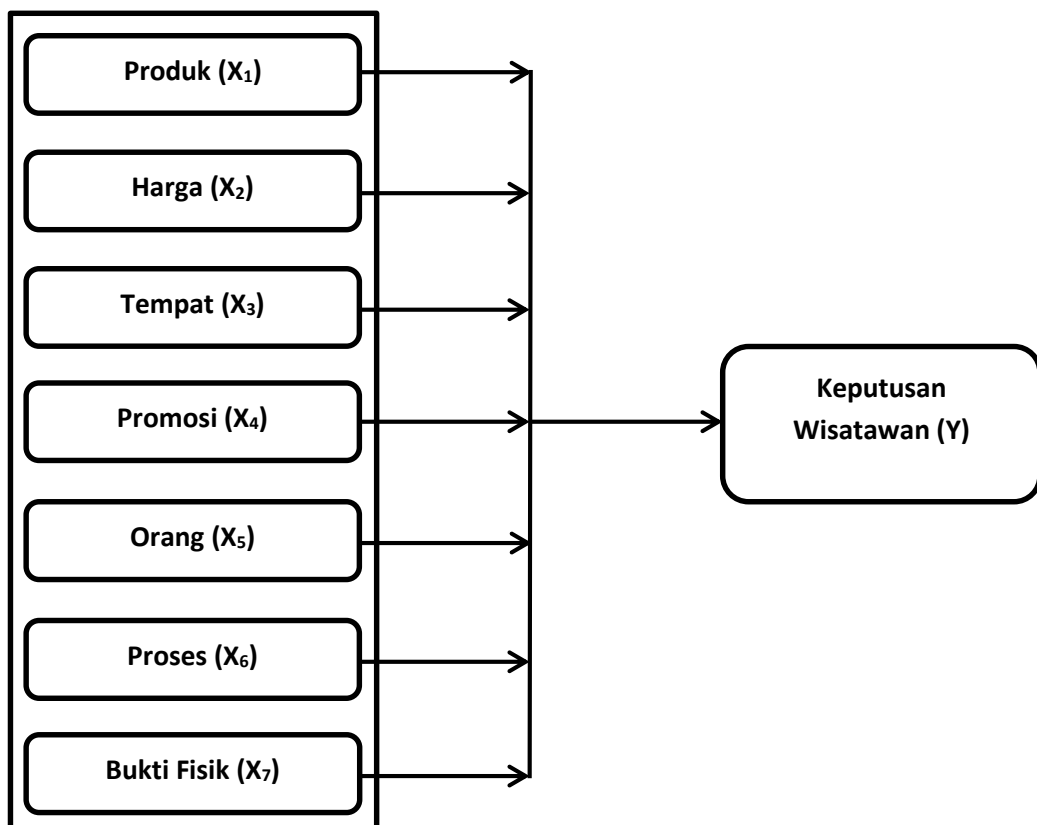 Produk (X₁)
Harga (X₂)
Tempat (X₃)
Promosi (X₄)
Orang (X₅)
Proses (X₆)
Bukti Fisik (X₇)
Keputusan
Wisatawan (Y)